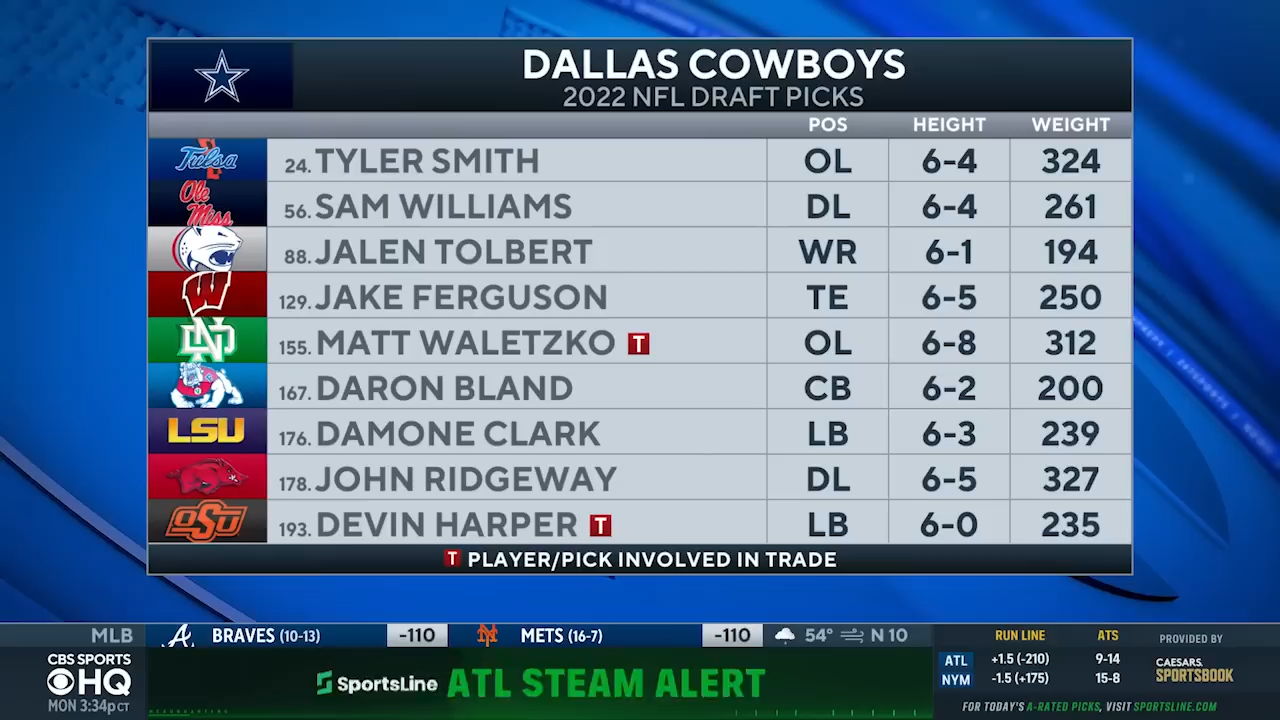 DALLAS COWBOYS
2022 NFL DRAFT PICKS
POS HEIGHT WEIGHT
Tulsa 24. TYLER SMITH OL 6-4 324
Ole Miss 56. SAM WILLIAMS DL 6-4 261
88. JALEN TOLBERT WR 6-1 194
W 129. JAKE FERGUSON TE 6-5 250
ND 155. MATT WALETZKO T OL 6-8 312
167. DARON BLAND CB 6-2 200
LSU 176. DAMONE CLARK LB 6-3 239
178. JOHN RIDGEWAY DL 6-5 327
OSU 193. DEVIN HARPER T LB 6-0 235
T PLAYER/PICK INVOLVED IN TRADE
MLB A BRAVES (10-13) -110 NY METS (16-7) -110 54° N 10
CBS SPORTS
HQ
MON 3:34PCT
SportsLine ATL STEAM ALERT
HEADQUARTERS
RUN LINE ATS
ATL +1.5 (-210) 9-14
NYM -1.5 (+175) 15-8
PROVIDED BY
CAESARS
SPORTSBOOK
FOR TODAY'S A-RATED PICKS, VISIT SPORTSLINE.COM